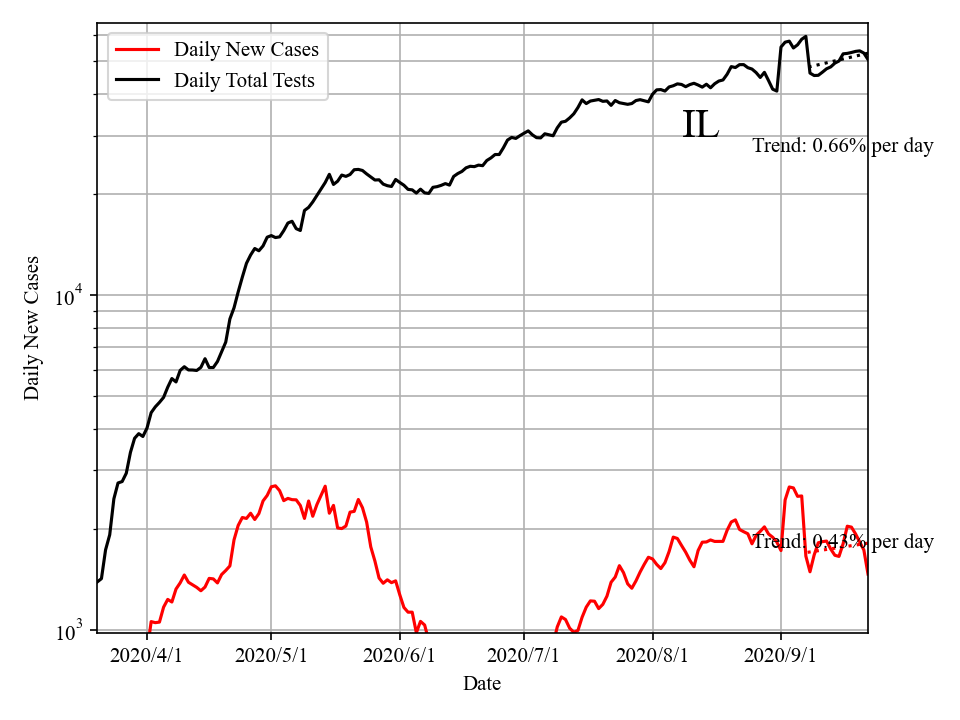 Daily New Cases
Daily Total Tests
IL
Trend: 0.66% per day
Trend: 0.43% per day
Daily New Cases
10^4
10^3
2020/4/1 2020/5/1 2020/6/1 2020/7/1 2020/8/1 2020/9/1
Date